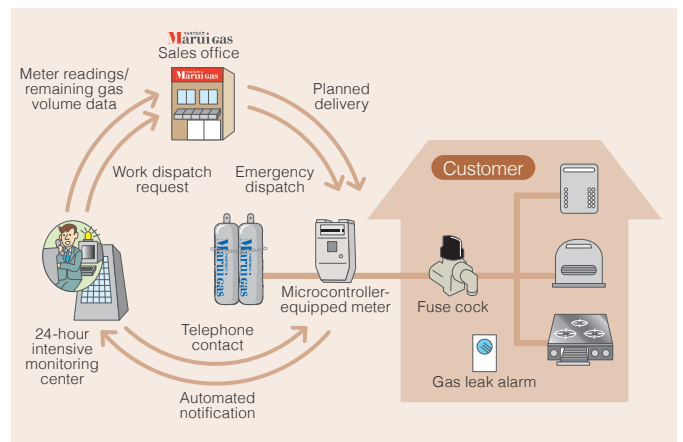 Marui Gas
Sales office
Marui Gas
Meter readings/
remaining gas
volume data
Planned
delivery
Work dispatch
request
Emergency
dispatch
Customer
Marui Gas
Marui Gas
Microcontroller-
equipped meter
Fuse cock
24-hour
intensive
monitoring
center
Telephone
contact
Gas leak alarm
Automated
notification